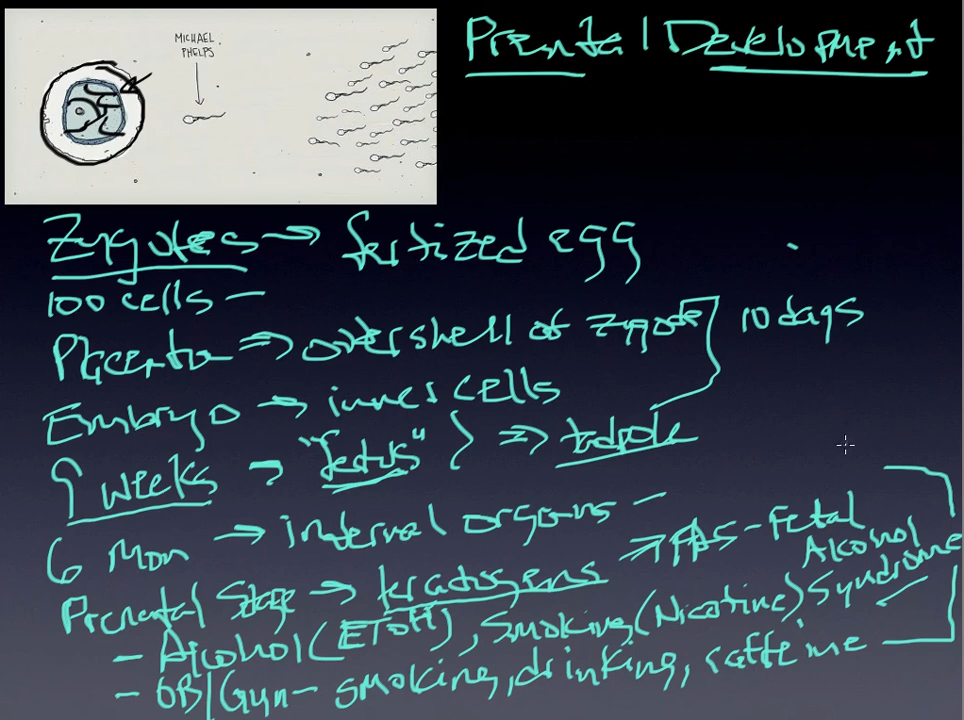 MICHAEL
PHELPS
Prenatal Development
Zygotes → fertized egg
100 cells –
Placenta ⇒ outer shell of zygote } 10 days
Embryo → inner cells
9 weeks → "fetus" } ⇒ tadpole
6 Mon → internal organs –
Prenatal Stage → teratogens → FAS - Fetal
Alcohol
Syndrome
- Alcohol (ETOH), Smoking (Nicotine)
- OB/Gyn - smoking, drinking, caffeine